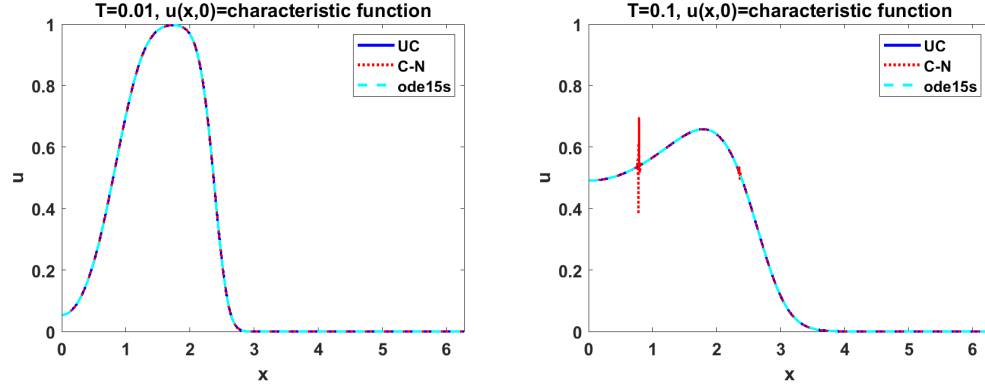 T=0.01, u(x,0)=characteristic function
1
0.8
0.6
0.4
0.2
0
u
0 1 2 3 4 5 6
x
UC
C-N
ode15s
T=0.1, u(x,0)=characteristic function
1
0.8
0.6
0.4
0.2
0
u
0 1 2 3 4 5 6
x
UC
C-N
ode15s